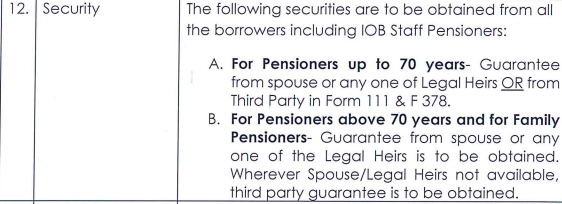 12. Security The following securities are to be obtained from all
the borrowers including IOB Staff Pensioners:
A. For Pensioners up to 70 years- Guarantee
from spouse or any one of Legal Heirs OR from
Third Party in Form 111 & F 378.
B. For Pensioners above 70 years and for Family
Pensioners- Guarantee from spouse or any
one of the Legal Heirs is to be obtained.
Wherever Spouse/Legal Heirs not available,
third party guarantee is to be obtained.